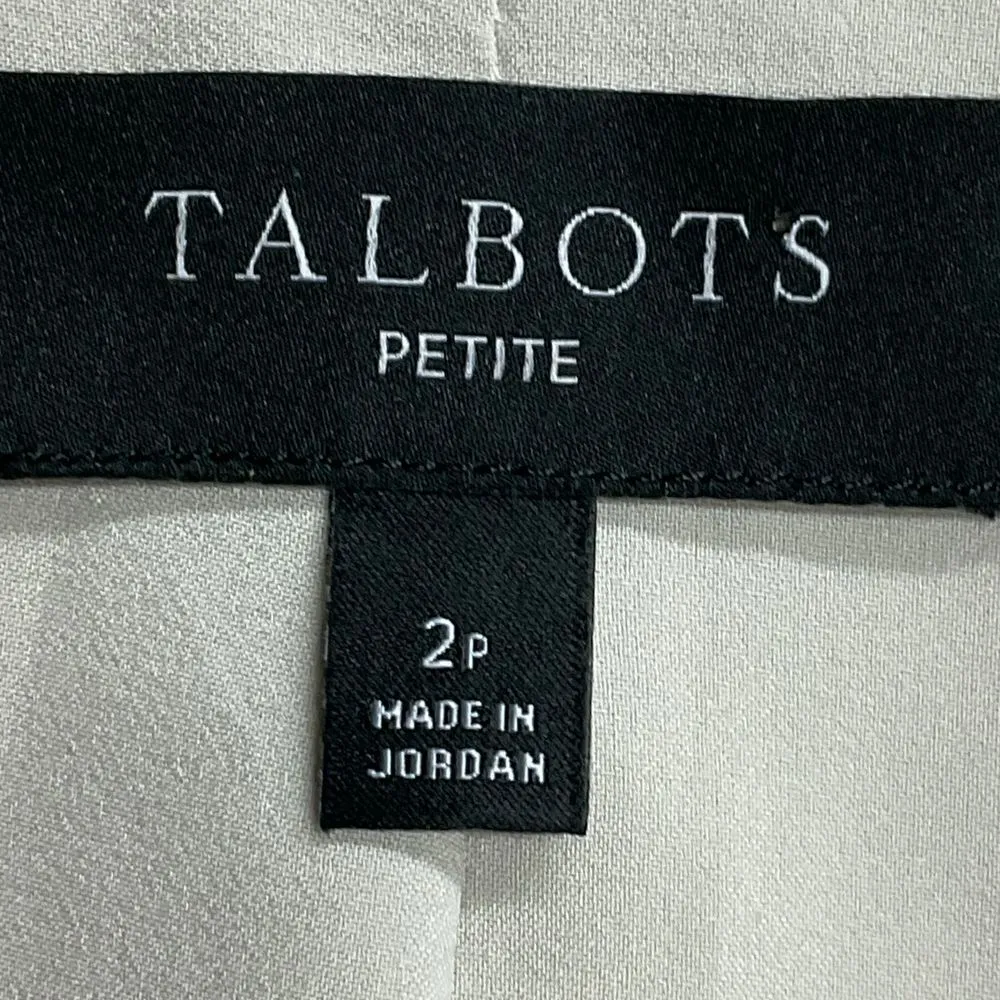 TALBOTS
PETITE
2P
MADE IN
JORDAN